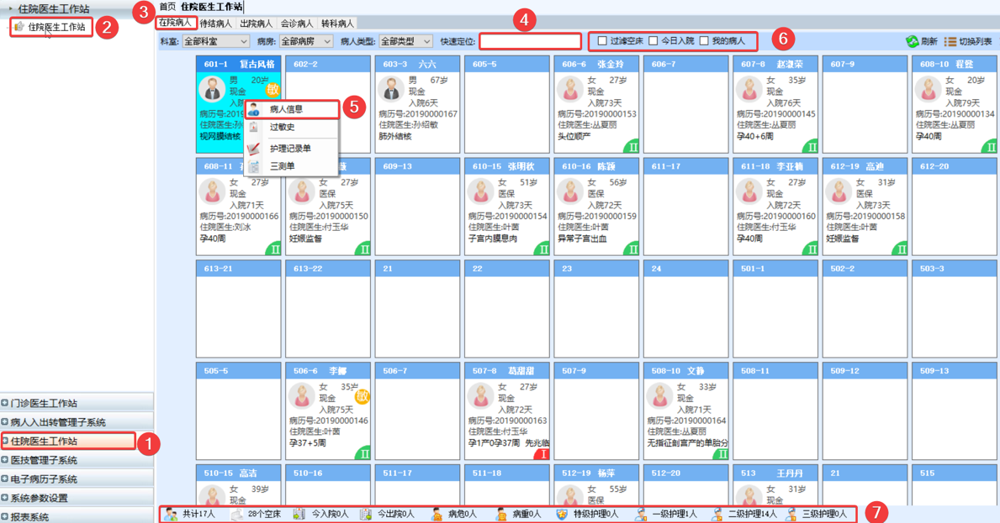 住院医生工作站
住院医生工作站
2
门诊医生工作站
病人入出转管理子系统
住院医生工作站
1
医技管理子系统
电子病历子系统
系统参数设置
报表系统
3
首页 住院医生工作站
在院病人 待结病人 出院病人 会诊病人 转科病人
4
科室: 全部科室 病房: 全部病房 病人类型: 全部类型 快速定位: 过滤空床 今日入院 我的病人 6 刷新 切换列表
601-1 复古风格
男 20岁
现金
敏
入院
病历号:2019
住院医生:孙
视网膜结核
病人信息
过敏史
护理记录单
三测单
5
602-2
603-3 六六
男 67岁
现金
入院6天
病历号:20190000167
住院医生:孙绍敏
肺外结核
605-5
606-6 张金玲
女 27岁
现金
入院73天
病历号:20190000153
住院医生:丛夏丽
头位顺产
II
606-7
607-8 赵漪荣
女 35岁
现金
入院76天
病历号:20190000145
住院医生:丛夏丽
孕40+6周
II
607-9
608-10 程燚
女 20岁
现金
入院79天
病历号:20190000134
住院医生:丛夏丽
孕40周
II
608-11
女 27岁
现金
入院71天
病历号:20190000166
住院医生:刘冰
孕40周
II
薇
女 27岁
医保
入院75天
病历号:20190000150
住院医生:付玉华
妊娠监督
II
609-13
610-15 张明秋
女 51岁
医保
入院73天
病历号:20190000154
住院医生:叶茵
子宫内膜息肉
II
610-16 陈颖
女 56岁
医保
入院72天
病历号:20190000159
住院医生:叶茵
异常子宫出血
II
611-17
611-18 李亚楠
女 27岁
现金
入院72天
病历号:20190000160
住院医生:付玉华
孕40周
II
612-19 高迪
女 31岁
医保
入院73天
病历号:20190000158
住院医生:叶茵
妊娠监督
II
612-20
613-21
613-22
21
22
23
24
501-1
502-2
503-3
505-5
506-6 李娜
女 35岁
现金
敏
入院75天
病历号:20190000146
住院医生:叶茵
孕37+5周
II
506-7
507-8 葛甜甜
女 27岁
现金
入院72天
病历号:20190000163
住院医生:付玉华
孕1产0孕37周 先兆临
I
507-9
508-10 文静
女 33岁
现金
入院71天
病历号:20190000164
住院医生:丛夏丽
无指征剖宫产的单胎分
II
508-11
509-12
509-13
510-15 高洁
女 39岁
现金
510-16
511-17
511-18
512-19 杨萍
女 55岁
医保
512-20
513 王丹丹
女 31岁
现金
21
515
共计17人 28个空床 今入院0人 今出院0人 病危0人 病重0人 特级护理0人 一级护理1人 二级护理14人 三级护理0人 7